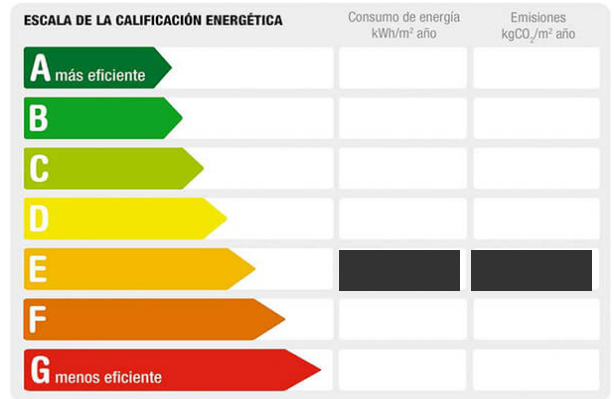 ESCALA DE LA CALIFICACIÓN ENERGÉTICA
Consumo de energía
kWh/m² año
Emisiones
kgCO₂/m² año
A más eficiente
B
C
D
E
F
G menos eficiente